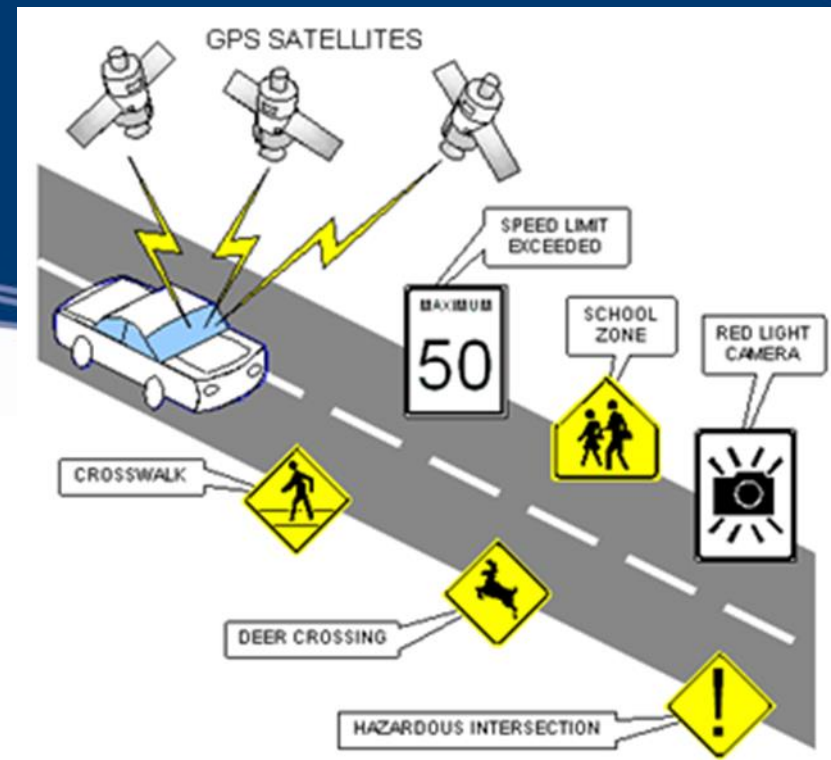 GPS SATELLITES
SPEED LIMIT
EXCEEDED
MAXIMUM
50
SCHOOL
ZONE
RED LIGHT
CAMERA
CROSSWALK
DEER CROSSING
HAZARDOUS INTERSECTION
!